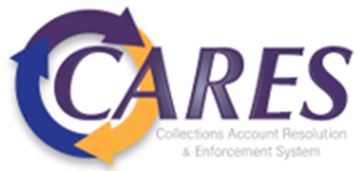 CARES
Collections Account Resolution
& Enforcement System